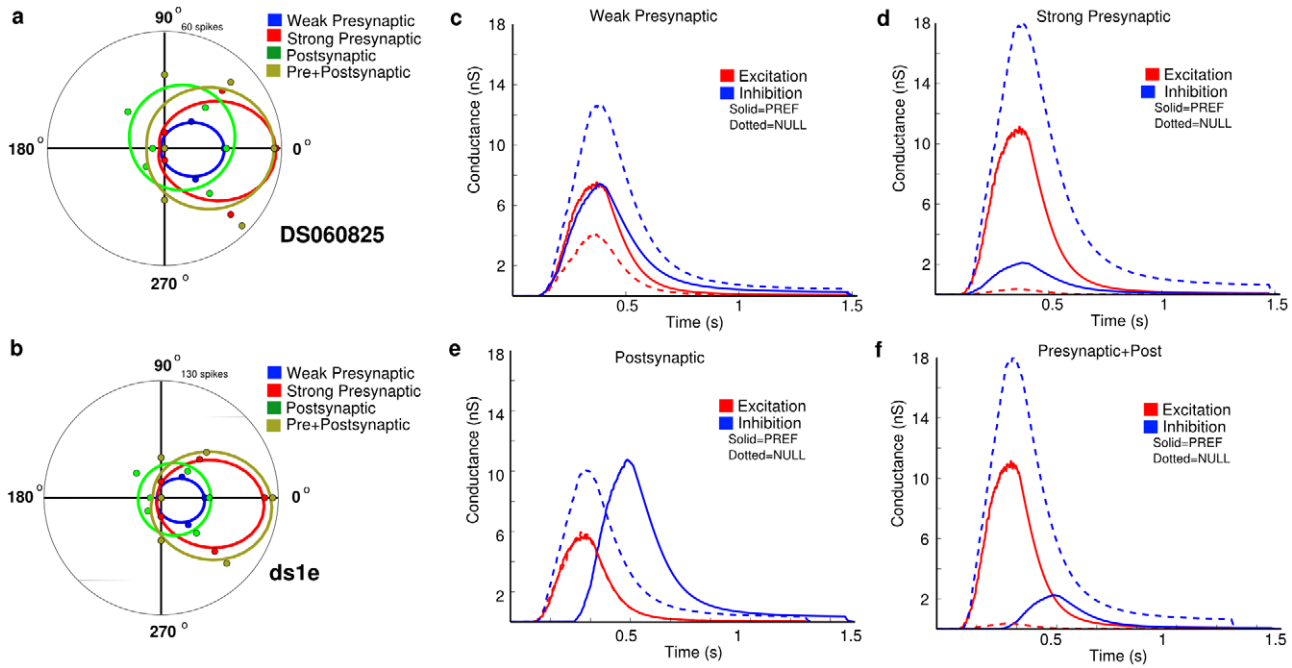 a
90 o
60 spikes
Weak Presynaptic
Strong Presynaptic
Postsynaptic
Pre+Postsynaptic
180 o
0 o
270 o
DS060825
b
90 o
130 spikes
Weak Presynaptic
Strong Presynaptic
Postsynaptic
Pre+Postsynaptic
180 o
0 o
270 o
ds1e
c
Weak Presynaptic
Conductance (nS)
18
14
10
6
2
Excitation
Inhibition
Solid=PREF
Dotted=NULL
0.5
1
1.5
Time (s)
d
Strong Presynaptic
Conductance (nS)
18
14
10
6
2
Excitation
Inhibition
Solid=PREF
Dotted=NULL
0.5
1
1.5
Time (s)
e
Postsynaptic
Conductance (nS)
18
14
10
6
2
Excitation
Inhibition
Solid=PREF
Dotted=NULL
0.5
1
1.5
Time (s)
f
Presynaptic+Post
Conductance (nS)
18
14
10
6
2
Excitation
Inhibition
Solid=PREF
Dotted=NULL
0.5
1
1.5
Time (s)